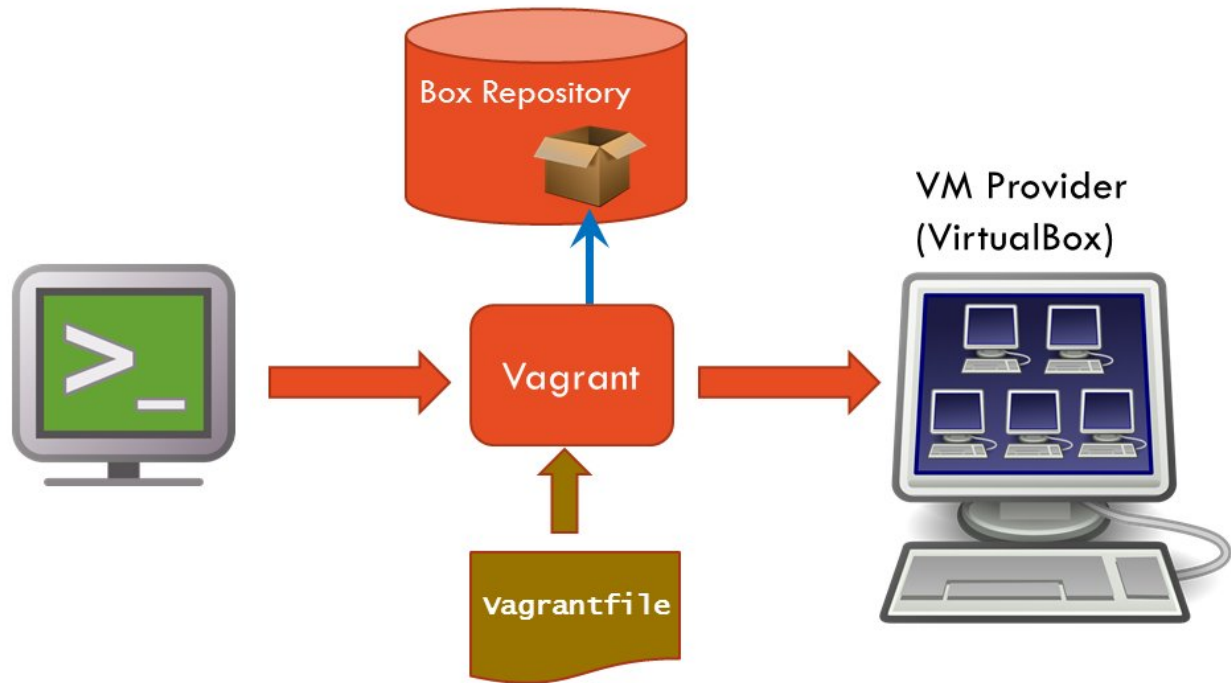 Box Repository
VM Provider
(VirtualBox)
>_
Vagrant
Vagrantfile